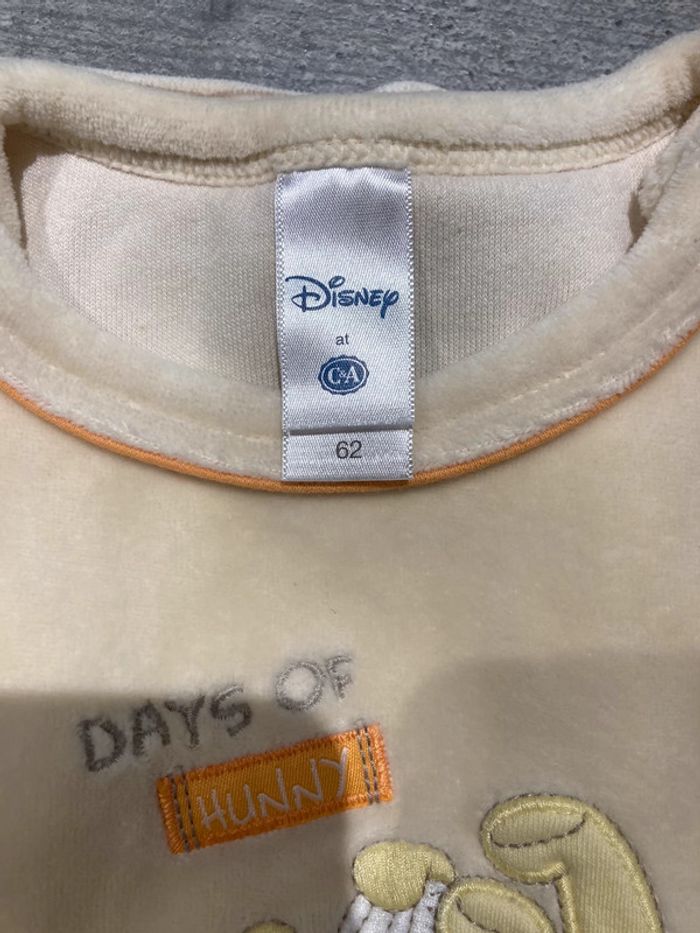 Disney
at
C&A
62
DAYS OF
HUNNY